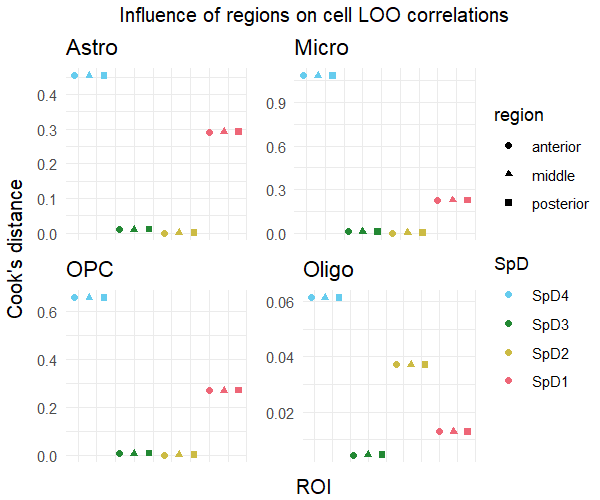 Influence of regions on cell LOO correlations
Astro
Micro
0.4
0.3
0.2
0.1
0.0
0.9
0.6
0.3
0.0
OPC
Oligo
0.6
0.4
0.2
0.0
0.06
0.04
0.02
Cook's distance
ROI
region
anterior
middle
posterior
SpD
SpD4
SpD3
SpD2
SpD1